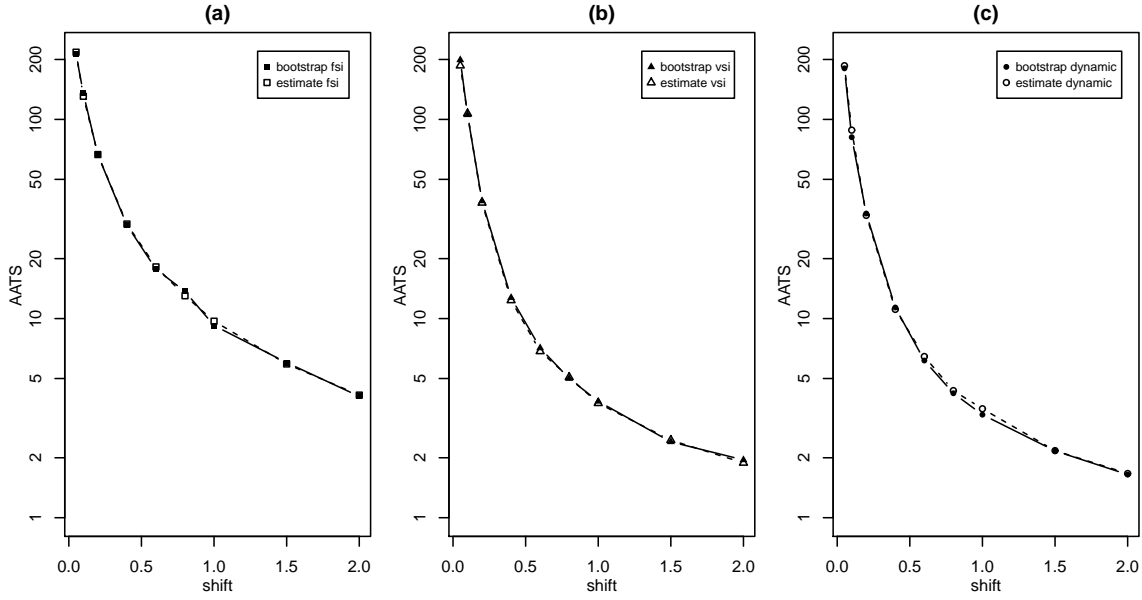 (a)
bootstrap fsi
estimate fsi
AATS
200
100
50
20
10
5
2
1
0.0 0.5 1.0 1.5 2.0
shift
(b)
bootstrap vsi
estimate vsi
AATS
200
100
50
20
10
5
2
1
0.0 0.5 1.0 1.5 2.0
shift
(c)
bootstrap dynamic
estimate dynamic
AATS
200
100
50
20
10
5
2
1
0.0 0.5 1.0 1.5 2.0
shift